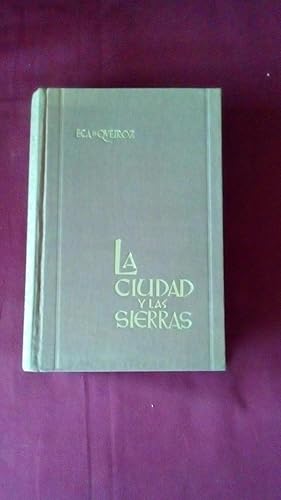 EÇA DE QUEIROZ
LA
CIUDAD
Y LAS
SIERRAS